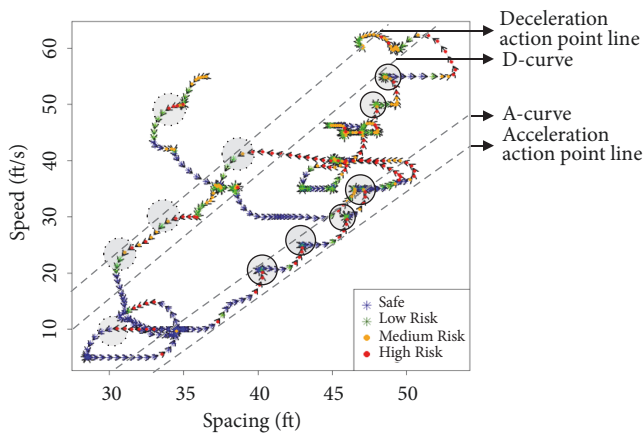 Deceleration
action point line
D-curve
A-curve
Acceleration
action point line
Speed (ft/s)
60
50
40
30
20
10
Safe
Low Risk
Medium Risk
High Risk
30
35
40
45
50
Spacing (ft)